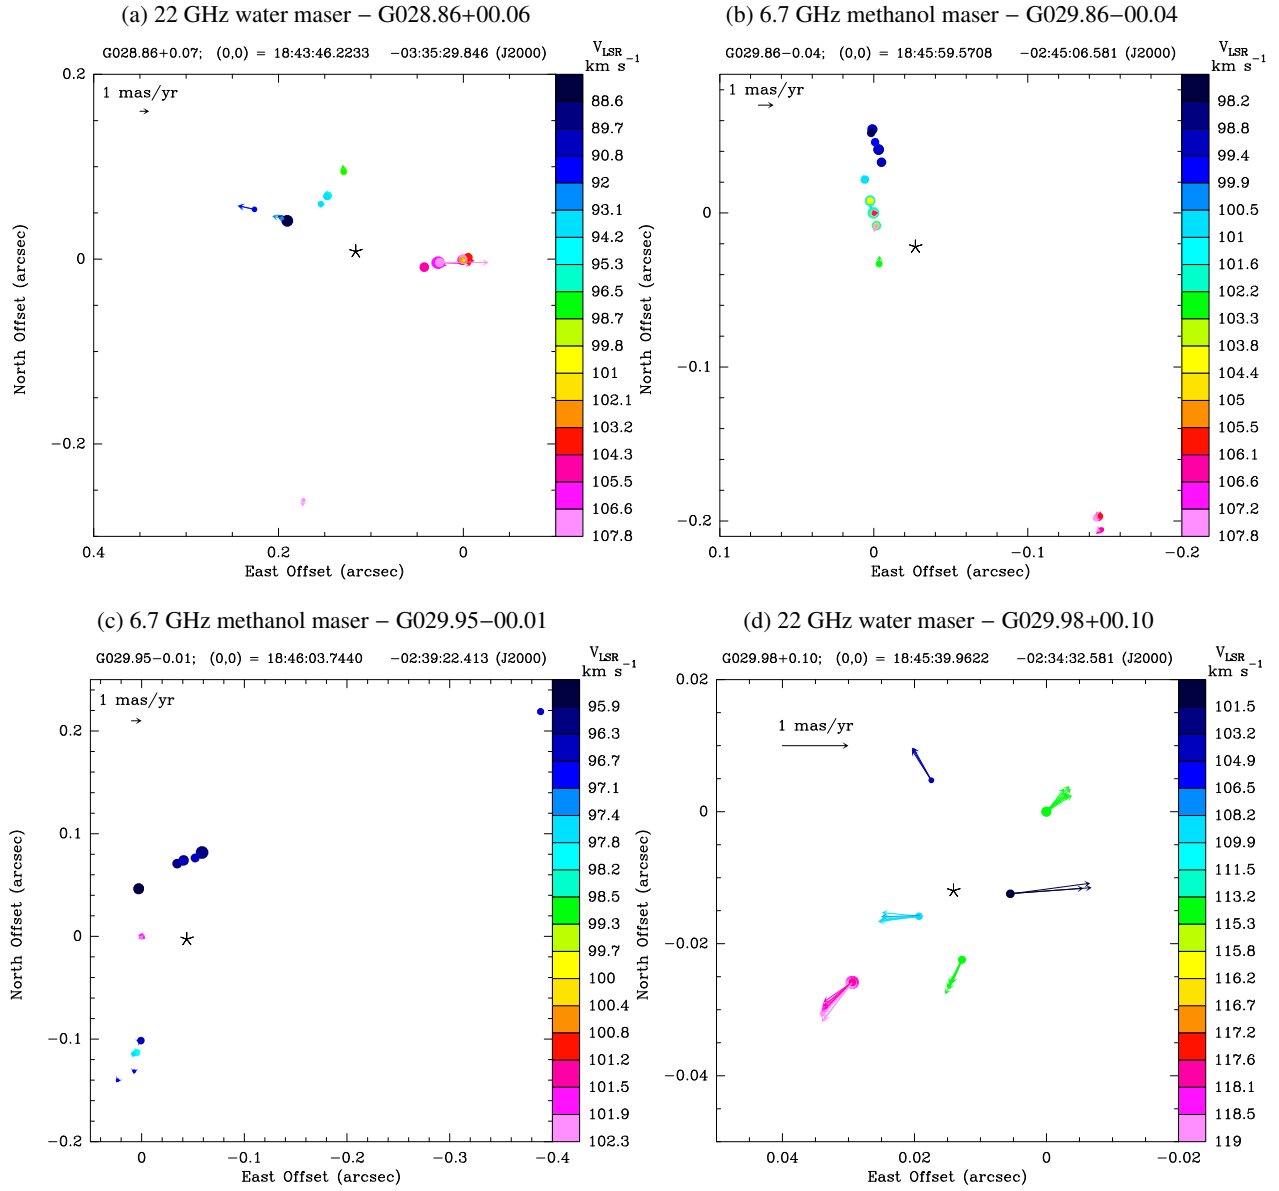 (a) 22 GHz water maser – G028.86+00.06
G028.86+0.07; (0,0) = 18:43:46.2233 −03:35:29.846 (J2000)
V_LSR
km s⁻¹
1 mas/yr
0.2
0
−0.2
North Offset (arcsec)
0.4 0.2 0
East Offset (arcsec)
88.6
89.7
90.8
92
93.1
94.2
95.3
96.5
98.7
99.8
101
102.1
103.2
104.3
105.5
106.6
107.8
(b) 6.7 GHz methanol maser – G029.86−00.04
G029.86−0.04; (0,0) = 18:45:59.5708 −02:45:06.581 (J2000)
V_LSR
km s⁻¹
1 mas/yr
0
−0.1
−0.2
North Offset (arcsec)
0.1 0 −0.1 −0.2
East Offset (arcsec)
98.2
98.8
99.4
99.9
100.5
101
101.6
102.2
103.3
103.8
104.4
105
105.5
106.1
106.6
107.2
107.8
(c) 6.7 GHz methanol maser – G029.95−00.01
G029.95−0.01; (0,0) = 18:46:03.7440 −02:39:22.413 (J2000)
V_LSR
km s⁻¹
1 mas/yr
0.2
0.1
0
−0.1
−0.2
North Offset (arcsec)
0 −0.1 −0.2 −0.3 −0.4
East Offset (arcsec)
95.9
96.3
96.7
97.1
97.4
97.8
98.2
98.5
99.3
99.7
100
100.4
100.8
101.2
101.5
101.9
102.3
(d) 22 GHz water maser – G029.98+00.10
G029.98+0.10; (0,0) = 18:45:39.9622 −02:34:32.581 (J2000)
V_LSR
km s⁻¹
1 mas/yr
0.02
0
−0.02
−0.04
North Offset (arcsec)
0.04 0.02 0 −0.02
East Offset (arcsec)
101.5
103.2
104.9
106.5
108.2
109.9
111.5
113.2
115.3
115.8
116.2
116.7
117.2
117.6
118.1
118.5
119